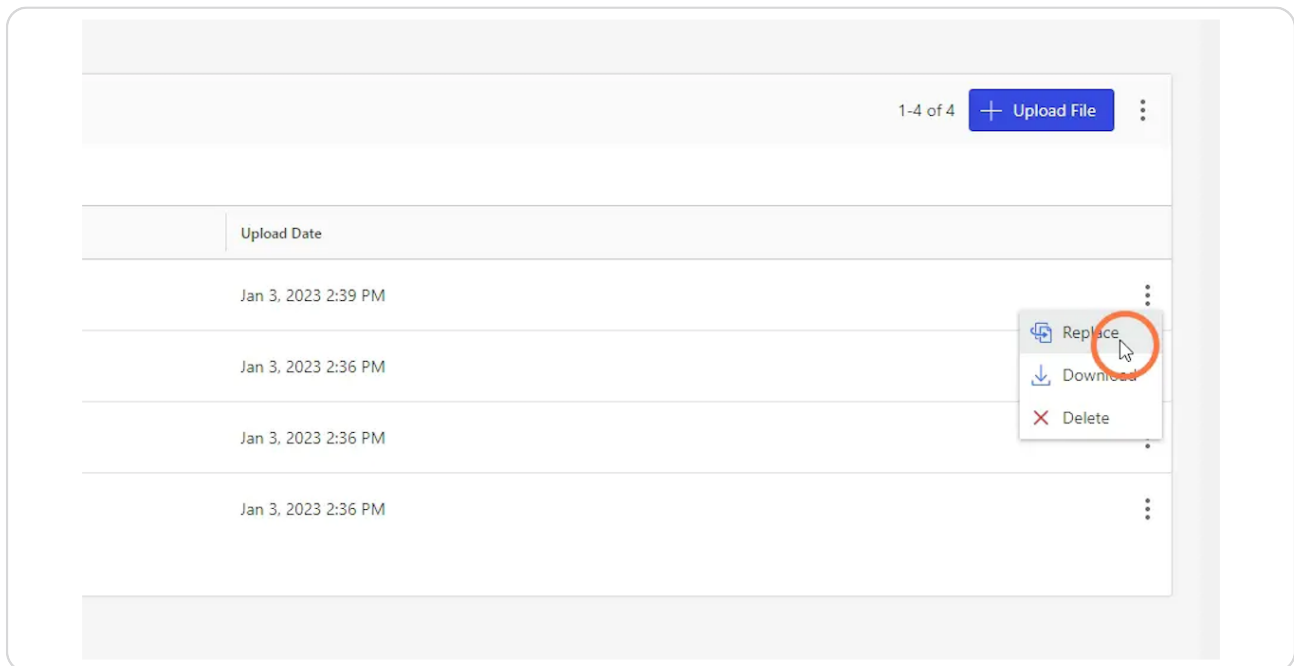 1-4 of 4
Upload File
Upload Date
Jan 3, 2023 2:39 PM
Replace
Jan 3, 2023 2:36 PM
Download
Jan 3, 2023 2:36 PM
Delete
Jan 3, 2023 2:36 PM